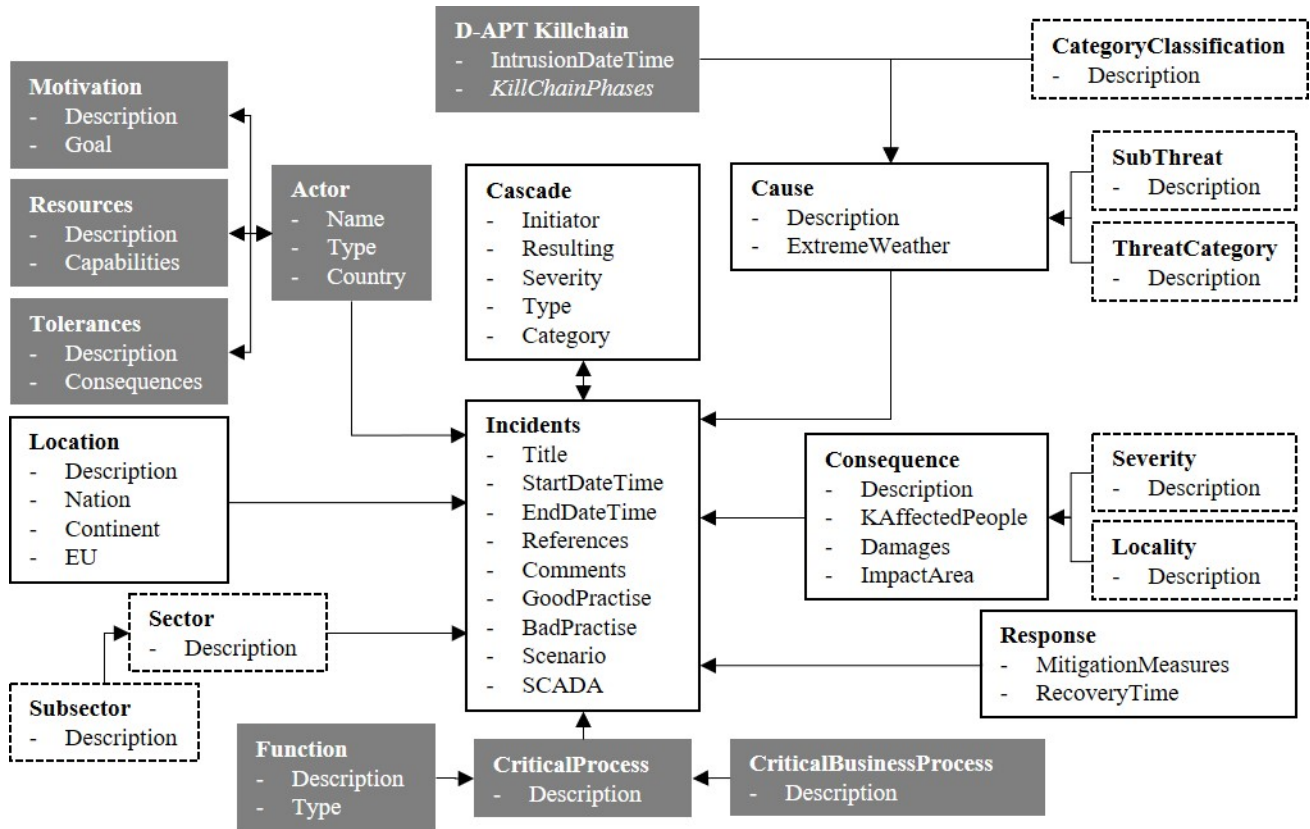 D-APT Killchain
- IntrusionDateTime
- KillChainPhases
CategoryClassification
- Description
Motivation
- Description
- Goal
Resources
- Description
- Capabilities
Tolerances
- Description
- Consequences
Actor
- Name
- Type
- Country
Cascade
- Initiator
- Resulting
- Severity
- Type
- Category
Cause
- Description
- ExtremeWeather
SubThreat
- Description
ThreatCategory
- Description
Location
- Description
- Nation
- Continent
- EU
Incidents
- Title
- StartDateTime
- EndDateTime
- References
- Comments
- GoodPractise
- BadPractise
- Scenario
- SCADA
Consequence
- Description
- KAffectedPeople
- Damages
- ImpactArea
Severity
- Description
Locality
- Description
Sector
- Description
Subsector
- Description
Response
- MitigationMeasures
- RecoveryTime
Function
- Description
- Type
CriticalProcess
- Description
CriticalBusinessProcess
- Description